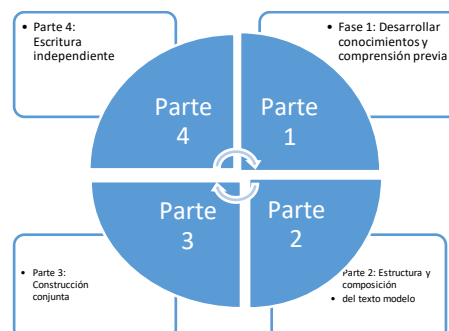 • Parte 4:
Escritura
independiente
• Fase 1: Desarrollar
conocimientos y
comprensión previa
Parte
4
Parte
1
Parte
3
Parte
2
• Parte 3:
Construcción
conjunta
Parte 2: Estructura y
composición
• del texto modelo